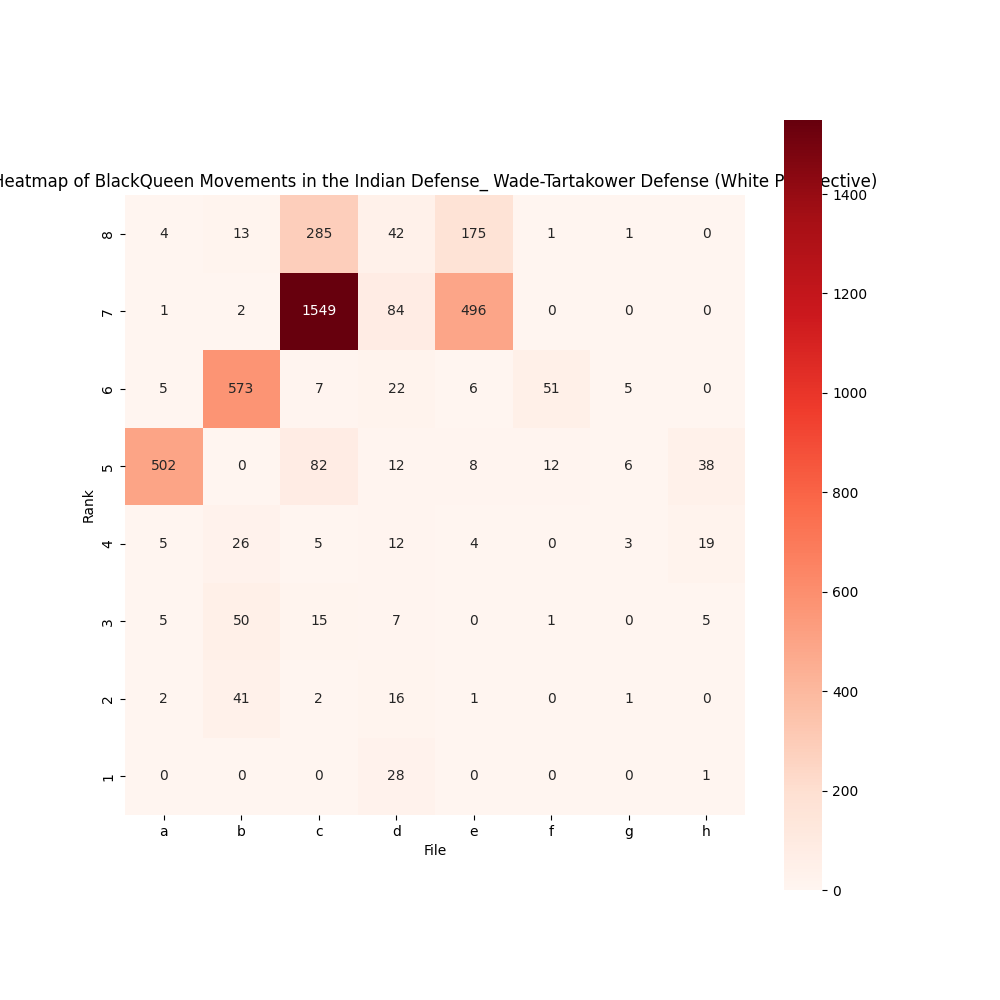 Heatmap of BlackQueen Movements in the Indian Defense_ Wade-Tartakower Defense (White P ective)
8 4 13 285 42 175 1 1 0
7 1 2 1549 84 496 0 0 0
6 5 573 7 22 6 51 5 0
5 502 0 82 12 8 12 6 38
4 5 26 5 12 4 0 3 19
3 5 50 15 7 0 1 0 5
2 2 41 2 16 1 0 1 0
1 0 0 0 28 0 0 0 1
a b c d e f g h
File
Rank
1400
1200
1000
800
600
400
200
0